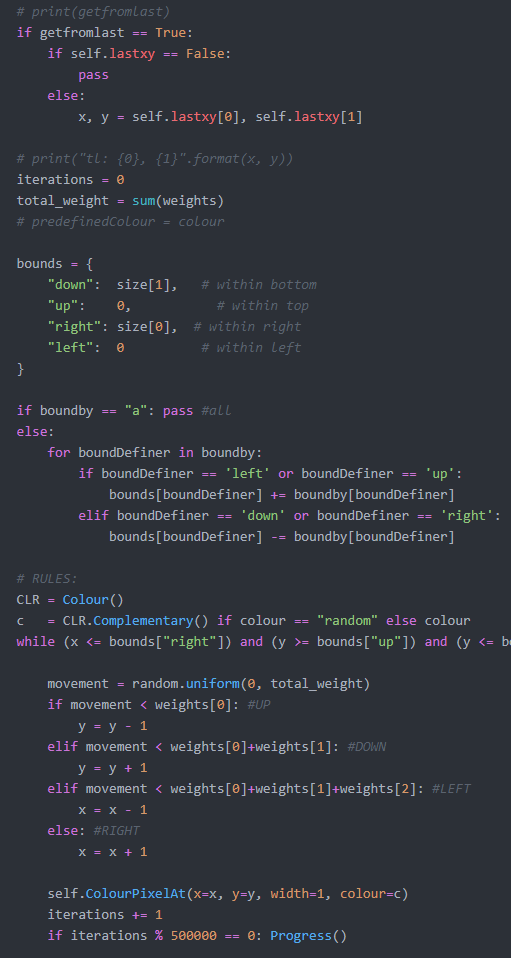 # print(getfromlast)
if getfromlast == True:
    if self.lastxy == False:
        pass
    else:
        x, y = self.lastxy[0], self.lastxy[1]

# print("tl: {0}, {1}".format(x, y))
iterations = 0
total_weight = sum(weights)
# predefinedColour = colour

bounds = {
    "down":  size[1],   # within bottom
    "up":    0,           # within top
    "right": size[0],  # within right
    "left":  0          # within left
}

if boundby == "a": pass #all
else:
    for boundDefiner in boundby:
        if boundDefiner == 'left' or boundDefiner == 'up':
            bounds[boundDefiner] += boundby[boundDefiner]
        elif boundDefiner == 'down' or boundDefiner == 'right':
            bounds[boundDefiner] -= boundby[boundDefiner]

# RULES:
CLR = Colour()
c   = CLR.Complementary() if colour == "random" else colour
while (x <= bounds["right"]) and (y >= bounds["up"]) and (y <= b

    movement = random.uniform(0, total_weight)
    if movement < weights[0]: #UP
        y = y - 1
    elif movement < weights[0]+weights[1]: #DOWN
        y = y + 1
    elif movement < weights[0]+weights[1]+weights[2]: #LEFT
        x = x - 1
    else: #RIGHT
        x = x + 1

    self.ColourPixelAt(x=x, y=y, width=1, colour=c)
    iterations += 1
    if iterations % 500000 == 0: Progress()